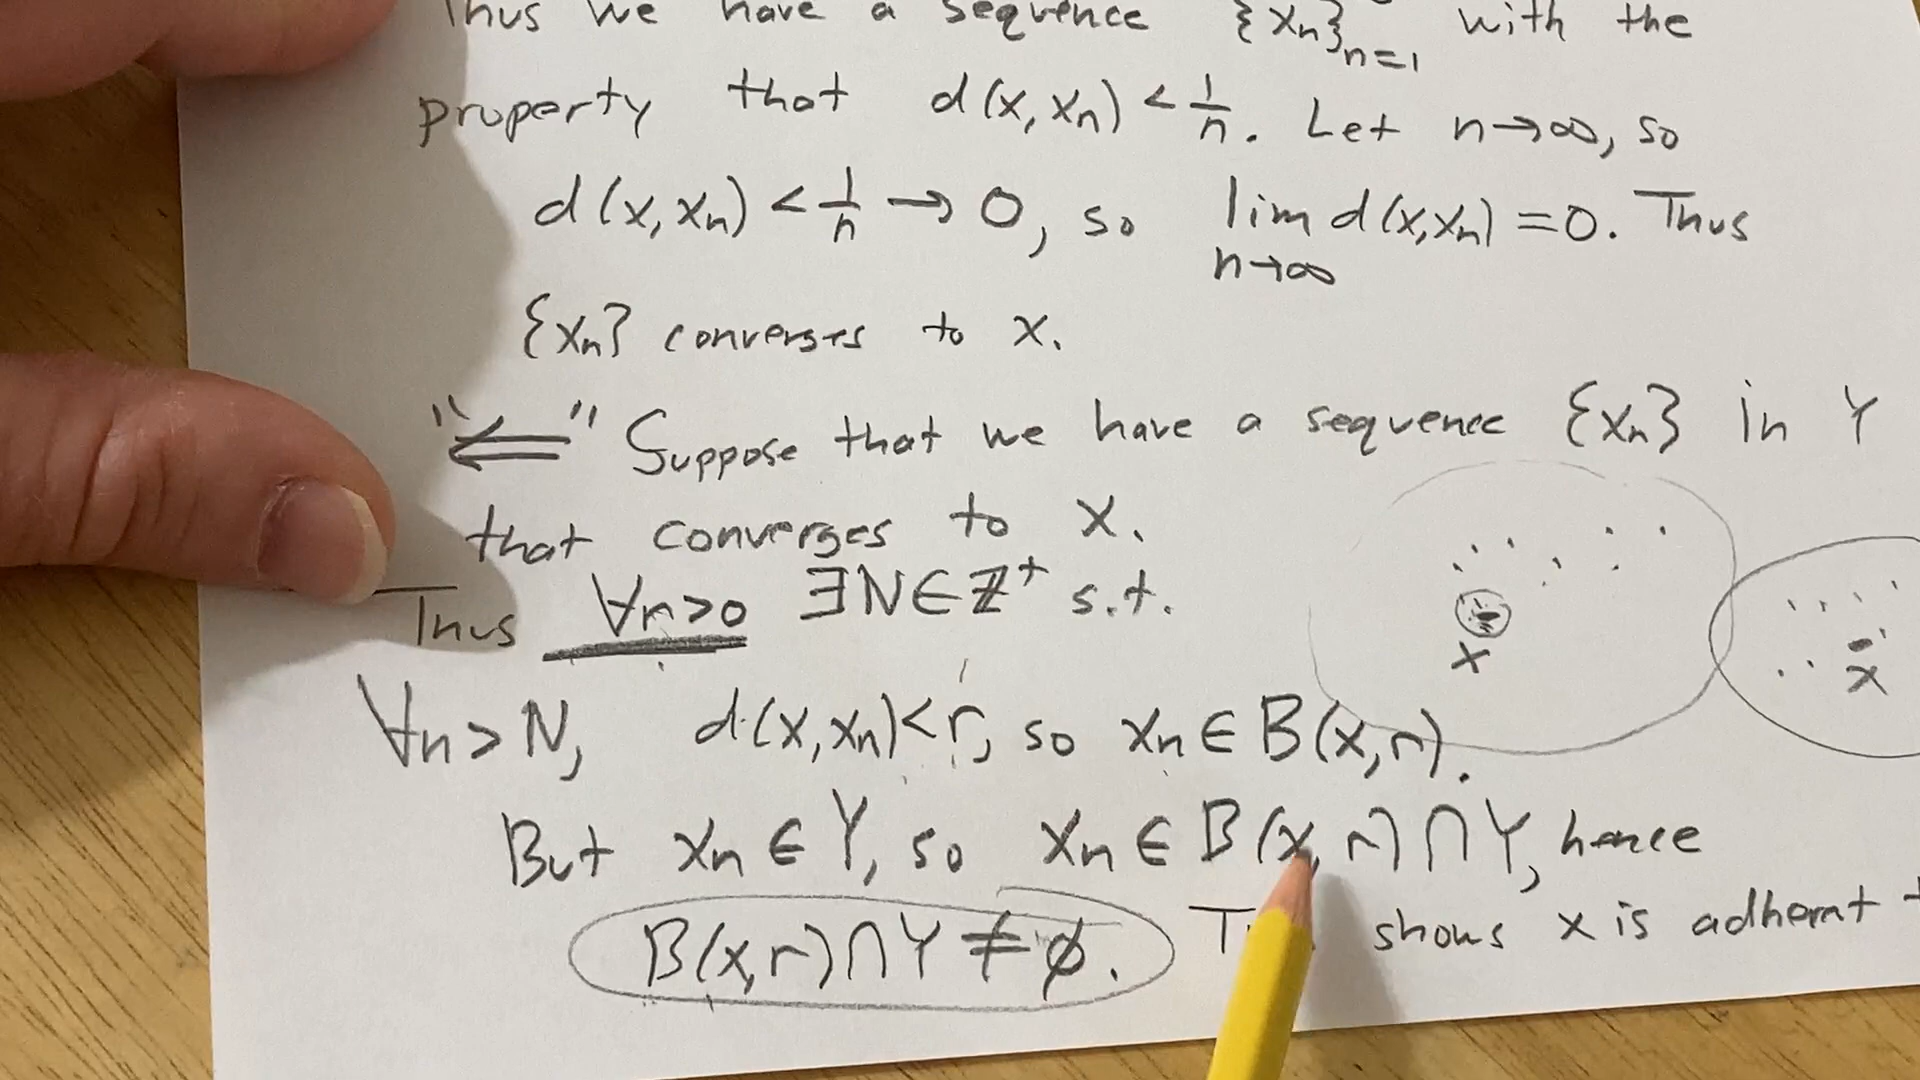 Thus we have a sequence {xn}n=1 with the
property that d(x, xn) < 1/n. Let n→∞, so
d(x, xn) < 1/n → 0, so lim n→∞ d(x, xn) = 0. Thus
{xn} converges to x.
"⟸" Suppose that we have a sequence {xn} in Y
that converges to x.
Thus ∀r>0 ∃N∈ℤ⁺ s.t.
x
x
∀n>N, d(x, xn)<r, so xn ∈ B(x, r).
But xn ∈ Y, so xn ∈ B(x, r) ∩ Y, hence
B(x, r) ∩ Y ≠ ∅. shows x is adherent